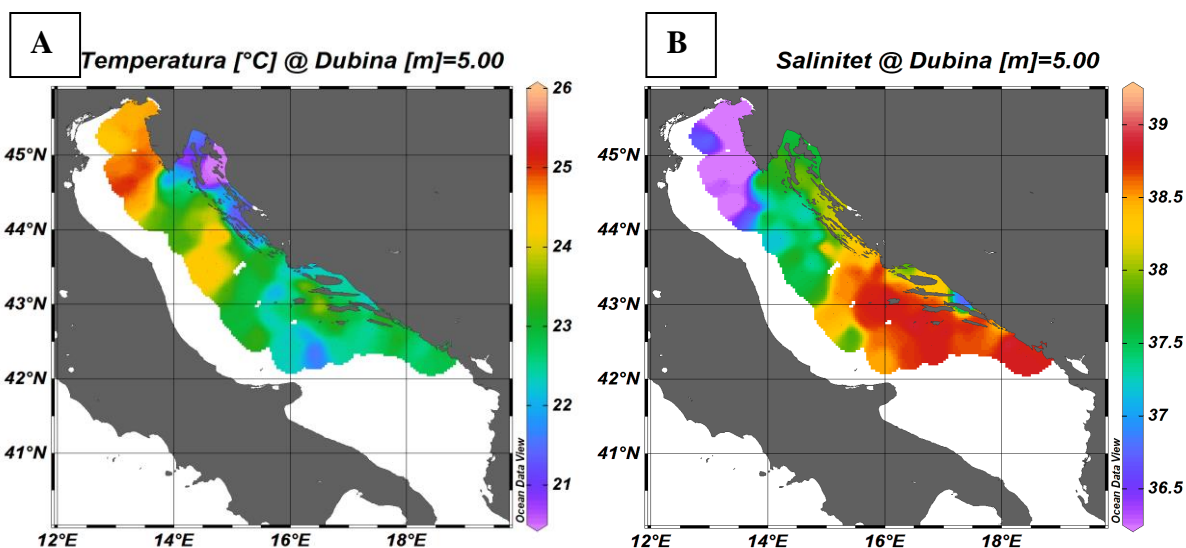 A
Temperatura [°C] @ Dubina [m]=5.00
45°N
44°N
43°N
42°N
41°N
12°E
14°E
16°E
18°E
26
25
24
23
22
21
Ocean Data View
B
Salinitet @ Dubina [m]=5.00
45°N
44°N
43°N
42°N
41°N
12°E
14°E
16°E
18°E
39
38.5
38
37.5
37
36.5
Ocean Data View